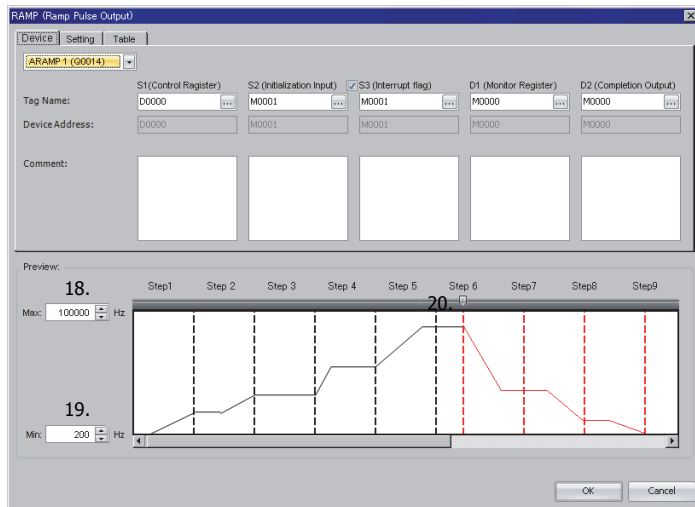 RAMP (Ramp Pulse Output)
Device Setting Table
ARAMP 1 (Q0014)
S1(Control Register) S2 (Initialization Input) S3 (Interrupt flag) D1 (Monitor Register) D2 (Completion Output)
Tag Name: D0000 ... M0001 ... M0001 ... M0000 ... M0000 ...
Device Address: D0000 M0001 M0001 M0000 M0000
Comment:
Preview:
18. Step1 Step 2 Step 3 Step 4 Step 5 Step 6 Step7 Step8 Step9
20.
Max: 100000 Hz
19.
Min: 200 Hz
OK Cancel